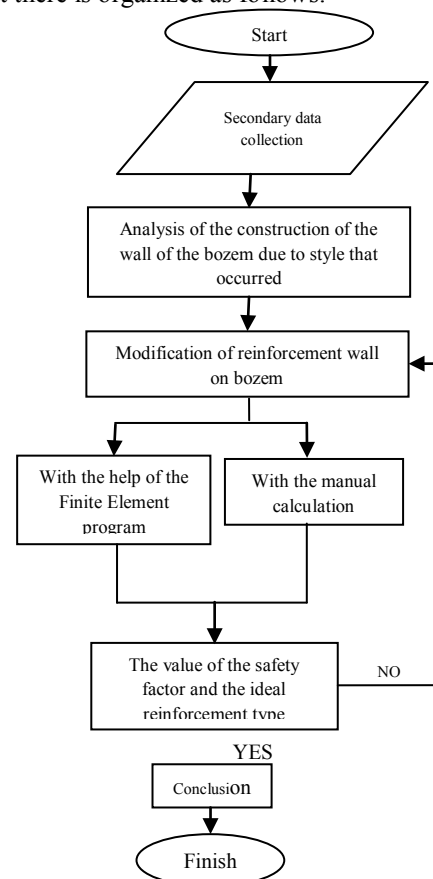 t there is organized as follows.
Start
Secondary data
collection
Analysis of the construction of the
wall of the bozem due to style that
occurred
Modification of reinforcement wall
on bozem
With the help of the
Finite Element
program
With the manual
calculation
The value of the safety
factor and the ideal
reinforcement type
NO
YES
Conclusion
Finish